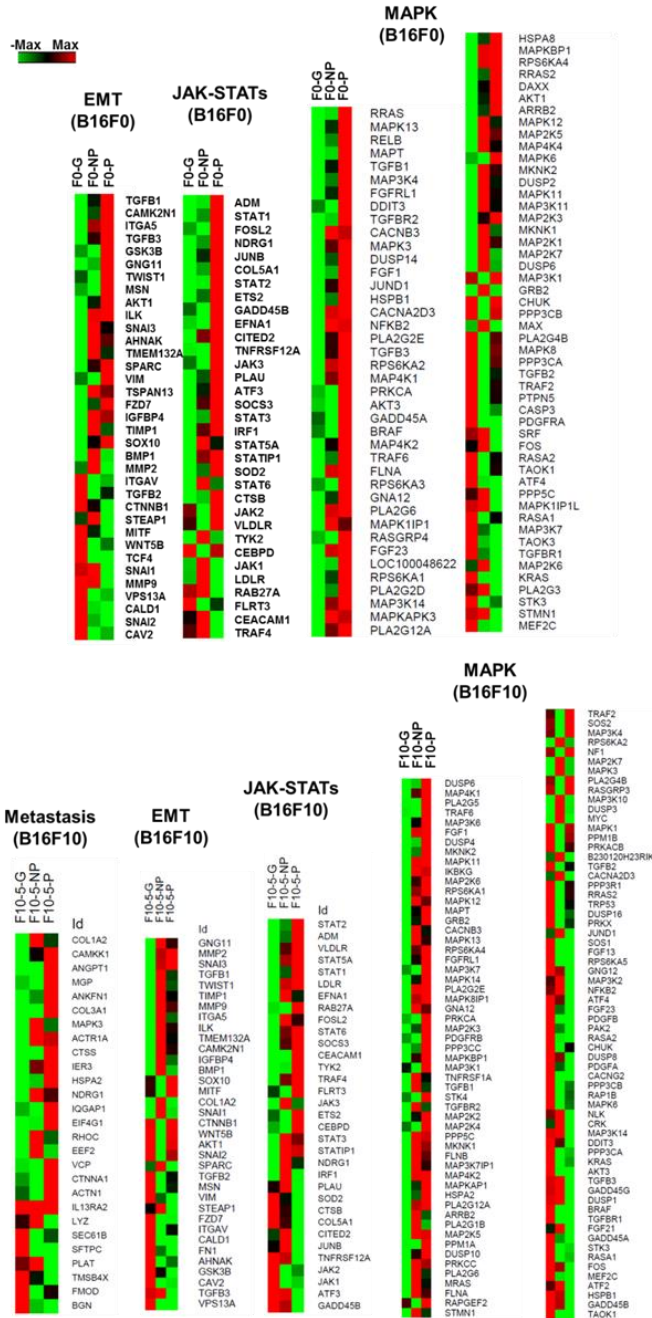 -Max Max
EMT
(B16F0)
F0-G
F0-NP
F0-P
TGFB1
CAMK2N1
ITGA5
TGFB3
GSK3B
GNG11
TWIST1
MSN
AKT1
ILK
SNAI3
AHNAK
TMEM132A
SPARC
VIM
TSPAN13
FZD7
IGFBP4
TIMP1
SOX10
BMP1
MMP2
ITGAV
TGFB2
CTNNB1
STEAP1
MITF
WNT5B
TCF4
SNAI1
MMP9
VPS13A
CALD1
SNAI2
CAV2
JAK-STATs
(B16F0)
F0-G
F0-NP
F0-P
ADM
STAT1
FOSL2
NDRG1
JUNB
COL5A1
STAT2
ETS2
GADD45B
EFNA1
CITED2
TNFRSF12A
JAK3
PLAU
ATF3
SOCS3
STAT3
IRF1
STAT5A
STATIP1
SOD2
STAT6
CTSB
JAK2
VLDLR
TYK2
CEBPD
JAK1
LDLR
RAB27A
FLRT3
CEACAM1
TRAF4
MAPK
(B16F0)
F0-G
F0-NP
F0-P
RRAS
MAPK13
RELB
MAPT
TGFB1
MAP3K4
FGFRL1
DDIT3
TGFBR2
CACNB3
MAPK3
DUSP14
FGF1
JUND1
HSPB1
CACNA2D3
NFKB2
PLA2G2E
TGFB3
RPS6KA2
MAP4K1
PRKCA
AKT3
GADD45A
BRAF
MAP4K2
TRAF6
FLNA
RPS6KA3
GNA12
PLA2G6
MAPK1IP1
RASGRP4
FGF23
LOC100048622
RPS6KA1
PLA2G2D
MAP3K14
MAPKAPK3
PLA2G12A
HSPA8
MAPKBP1
RPS6KA4
RRAS2
DAXX
AKT1
ARRB2
MAPK12
MAP2K5
MAP4K4
MAPK6
MKNK2
DUSP2
MAPK11
MAP3K11
MAP2K3
MKNK1
MAP2K1
MAP2K7
DUSP6
MAP3K1
GRB2
CHUK
PPP3CB
MAX
PLA2G4B
MAPK8
PPP3CA
TGFB2
TRAF2
PTPN5
CASP3
PDGFRA
SRF
FOS
RASA2
TAOK1
ATF4
PPP5C
MAPK1IP1L
RASA1
MAP3K7
TAOK3
TGFBR1
MAP2K6
KRAS
PLA2G3
STK3
STMN1
MEF2C
Metastasis
(B16F10)
F10-5-G
F10-5-NP
F10-5-P
Id
COL1A2
CAMKK1
ANGPT1
MGP
ANKFN1
COL3A1
MAPK3
ACTR1A
CTSS
IER3
HSPA2
NDRG1
IQGAP1
EIF4G1
RHOC
EEF2
VCP
CTNNA1
ACTN1
IL13RA2
LYZ
SEC61B
SFTPC
PLAT
TMSB4X
FMOD
BGN
EMT
(B16F10)
F10-5-G
F10-5-NP
F10-5-P
Id
GNG11
MMP2
SNAI3
TGFB1
TWIST1
TIMP1
MMP9
ITGA5
ILK
TMEM132A
CAMK2N1
IGFBP4
BMP1
SOX10
MITF
COL1A2
SNAI1
CTNNB1
WNT5B
AKT1
SNAI2
SPARC
TGFB2
MSN
VIM
STEAP1
FZD7
ITGAV
CALD1
FN1
AHNAK
GSK3B
CAV2
TGFB3
VPS13A
JAK-STATs
(B16F10)
F10-5-G
F10-5-NP
F10-5-P
Id
STAT2
ADM
VLDLR
STAT5A
STAT1
LDLR
EFNA1
RAB27A
FOSL2
STAT6
SOCS3
CEACAM1
TYK2
TRAF4
FLRT3
JAK3
ETS2
CEBPD
STAT3
STATIP1
NDRG1
IRF1
PLAU
SOD2
CTSB
COL5A1
CITED2
JUNB
TNFRSF12A
JAK2
JAK1
ATF3
GADD45B
MAPK
(B16F10)
F10-G
F10-NP
F10-P
DUSP6
MAP4K1
PLA2G5
TRAF6
MAP3K6
FGF1
DUSP4
MKNK2
MAPK11
IKBKG
MAP2K6
RPS6KA1
MAPK12
MAPT
GRB2
CACNB3
MAPK13
RPS6KA4
FGFRL1
MAP3K7
MAPK14
PLA2G2E
MAPK8IP1
GNA12
PRKCA
MAP2K3
PDGFRB
PPP3CC
MAPKBP1
MAP3K1
TNFRSF1A
TGFB1
STK4
TGFBR2
MAP2K2
MAP2K4
PPP5C
MKNK1
FLNB
MAP3K7IP1
MAP4K2
MAPKAP1
HSPA2
PLA2G12A
ARRB2
PLA2G1B
MAP2K5
PPM1A
DUSP10
PRKCC
PLA2G6
MRAS
FLNA
RAPGEF2
STMN1
TRAF2
SOS2
MAP3K4
RPS6KA2
NF1
MAP2K7
MAPK3
PLA2G4B
RASGRP3
MAP3K10
DUSP3
MYC
MAPK1
PPM1B
PRKACB
B230120H23RIK
TGFB2
CACNA2D3
PPP3R1
RRAS2
TRP53
DUSP16
PRKX
JUND1
SOS1
FGF13
RPS6KA5
GNG12
MAP3K2
NFKB2
ATF4
FGF23
PDGFB
PAK2
RASA2
CHUK
DUSP8
PDGFA
CACNG2
PPP3CB
RAP1B
MAPK6
NLK
CRK
MAP3K14
DDIT3
PPP3CA
KRAS
AKT3
TGFB3
GADD45G
DUSP1
BRAF
TGFBR1
FGF21
GADD45A
STK3
RASA1
FOS
MEF2C
ATF2
HSPB1
GADD45B
TAOK1